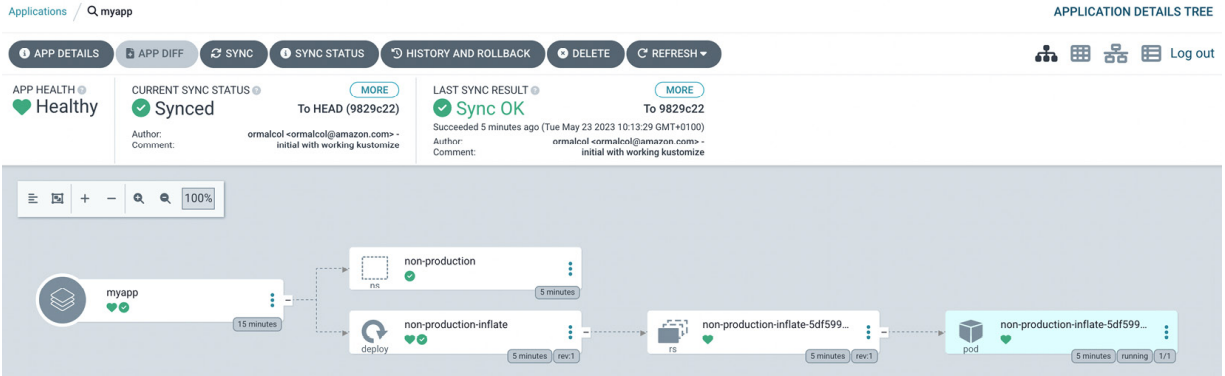 Applications / myapp
APPLICATION DETAILS TREE
APP DETAILS
APP DIFF
SYNC
SYNC STATUS
HISTORY AND ROLLBACK
DELETE
REFRESH
Log out
APP HEALTH
Healthy
CURRENT SYNC STATUS
MORE
Synced
To HEAD (9829c22)
Author: ormalcol <ormalcol@amazon.com> -
Comment: initial with working kustomize
LAST SYNC RESULT
MORE
Sync OK
To 9829c22
Succeeded 5 minutes ago (Tue May 23 2023 10:13:29 GMT+0100)
Author: ormalcol <ormalcol@amazon.com> -
Comment: initial with working kustomize
100%
myapp
15 minutes
non-production
ns
5 minutes
non-production-inflate
deploy
5 minutes rev:1
non-production-inflate-5df599...
rs
5 minutes rev:1
non-production-inflate-5df599...
pod
5 minutes running 1/1